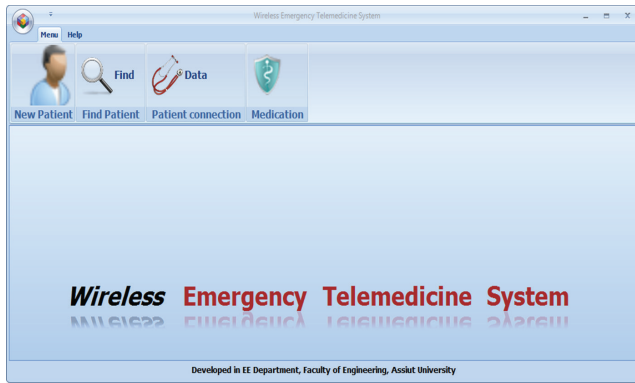 Wireless Emergency Telemedicine System
Menu Help
Find Data
New Patient Find Patient Patient connection Medication
Wireless Emergency Telemedicine System
Developed in EE Department, Faculty of Engineering, Assiut University